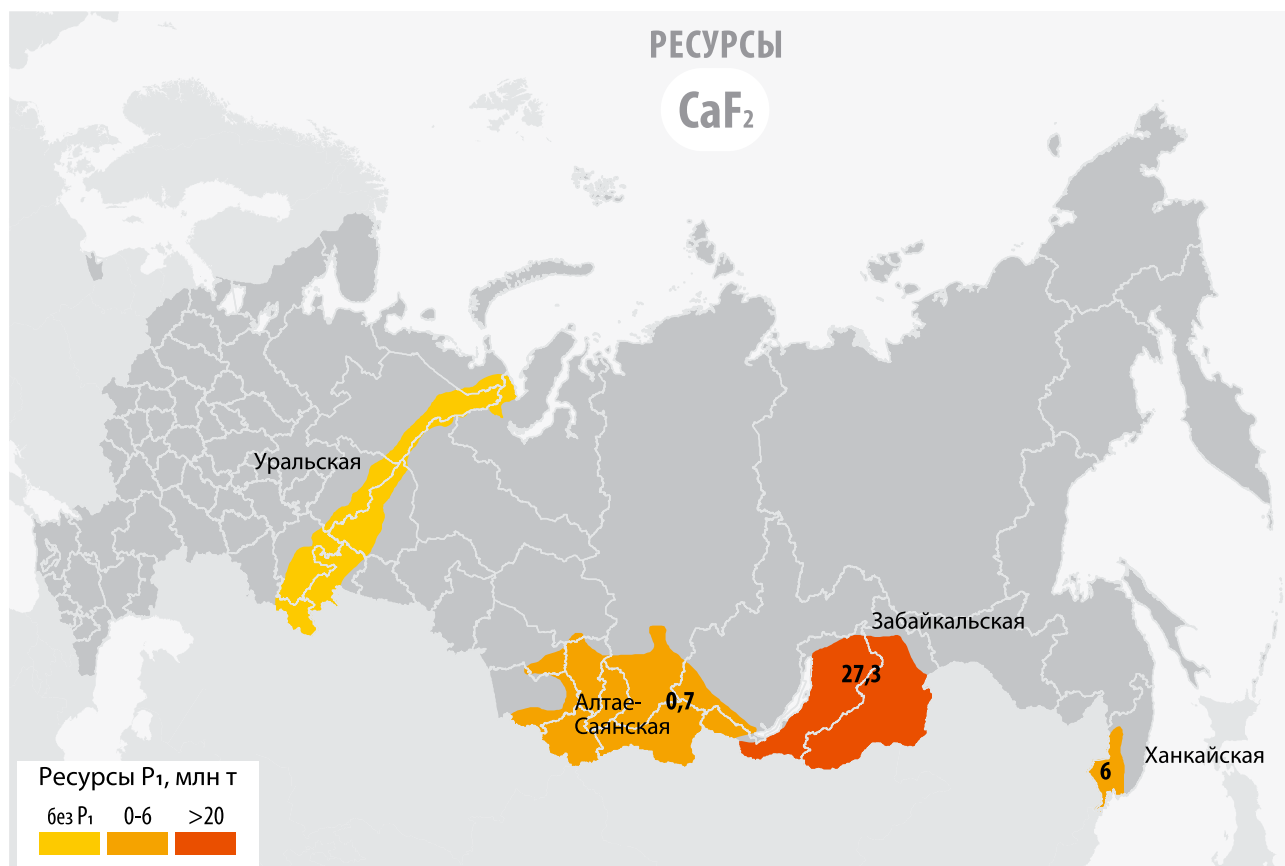 РЕСУРСЫ
CaF₂
Уральская
Забайкальская
27,3
Алтае-
Саянская
0,7
Ханкайская
6
Ресурсы P₁, млн т
без P₁ 0-6 >20